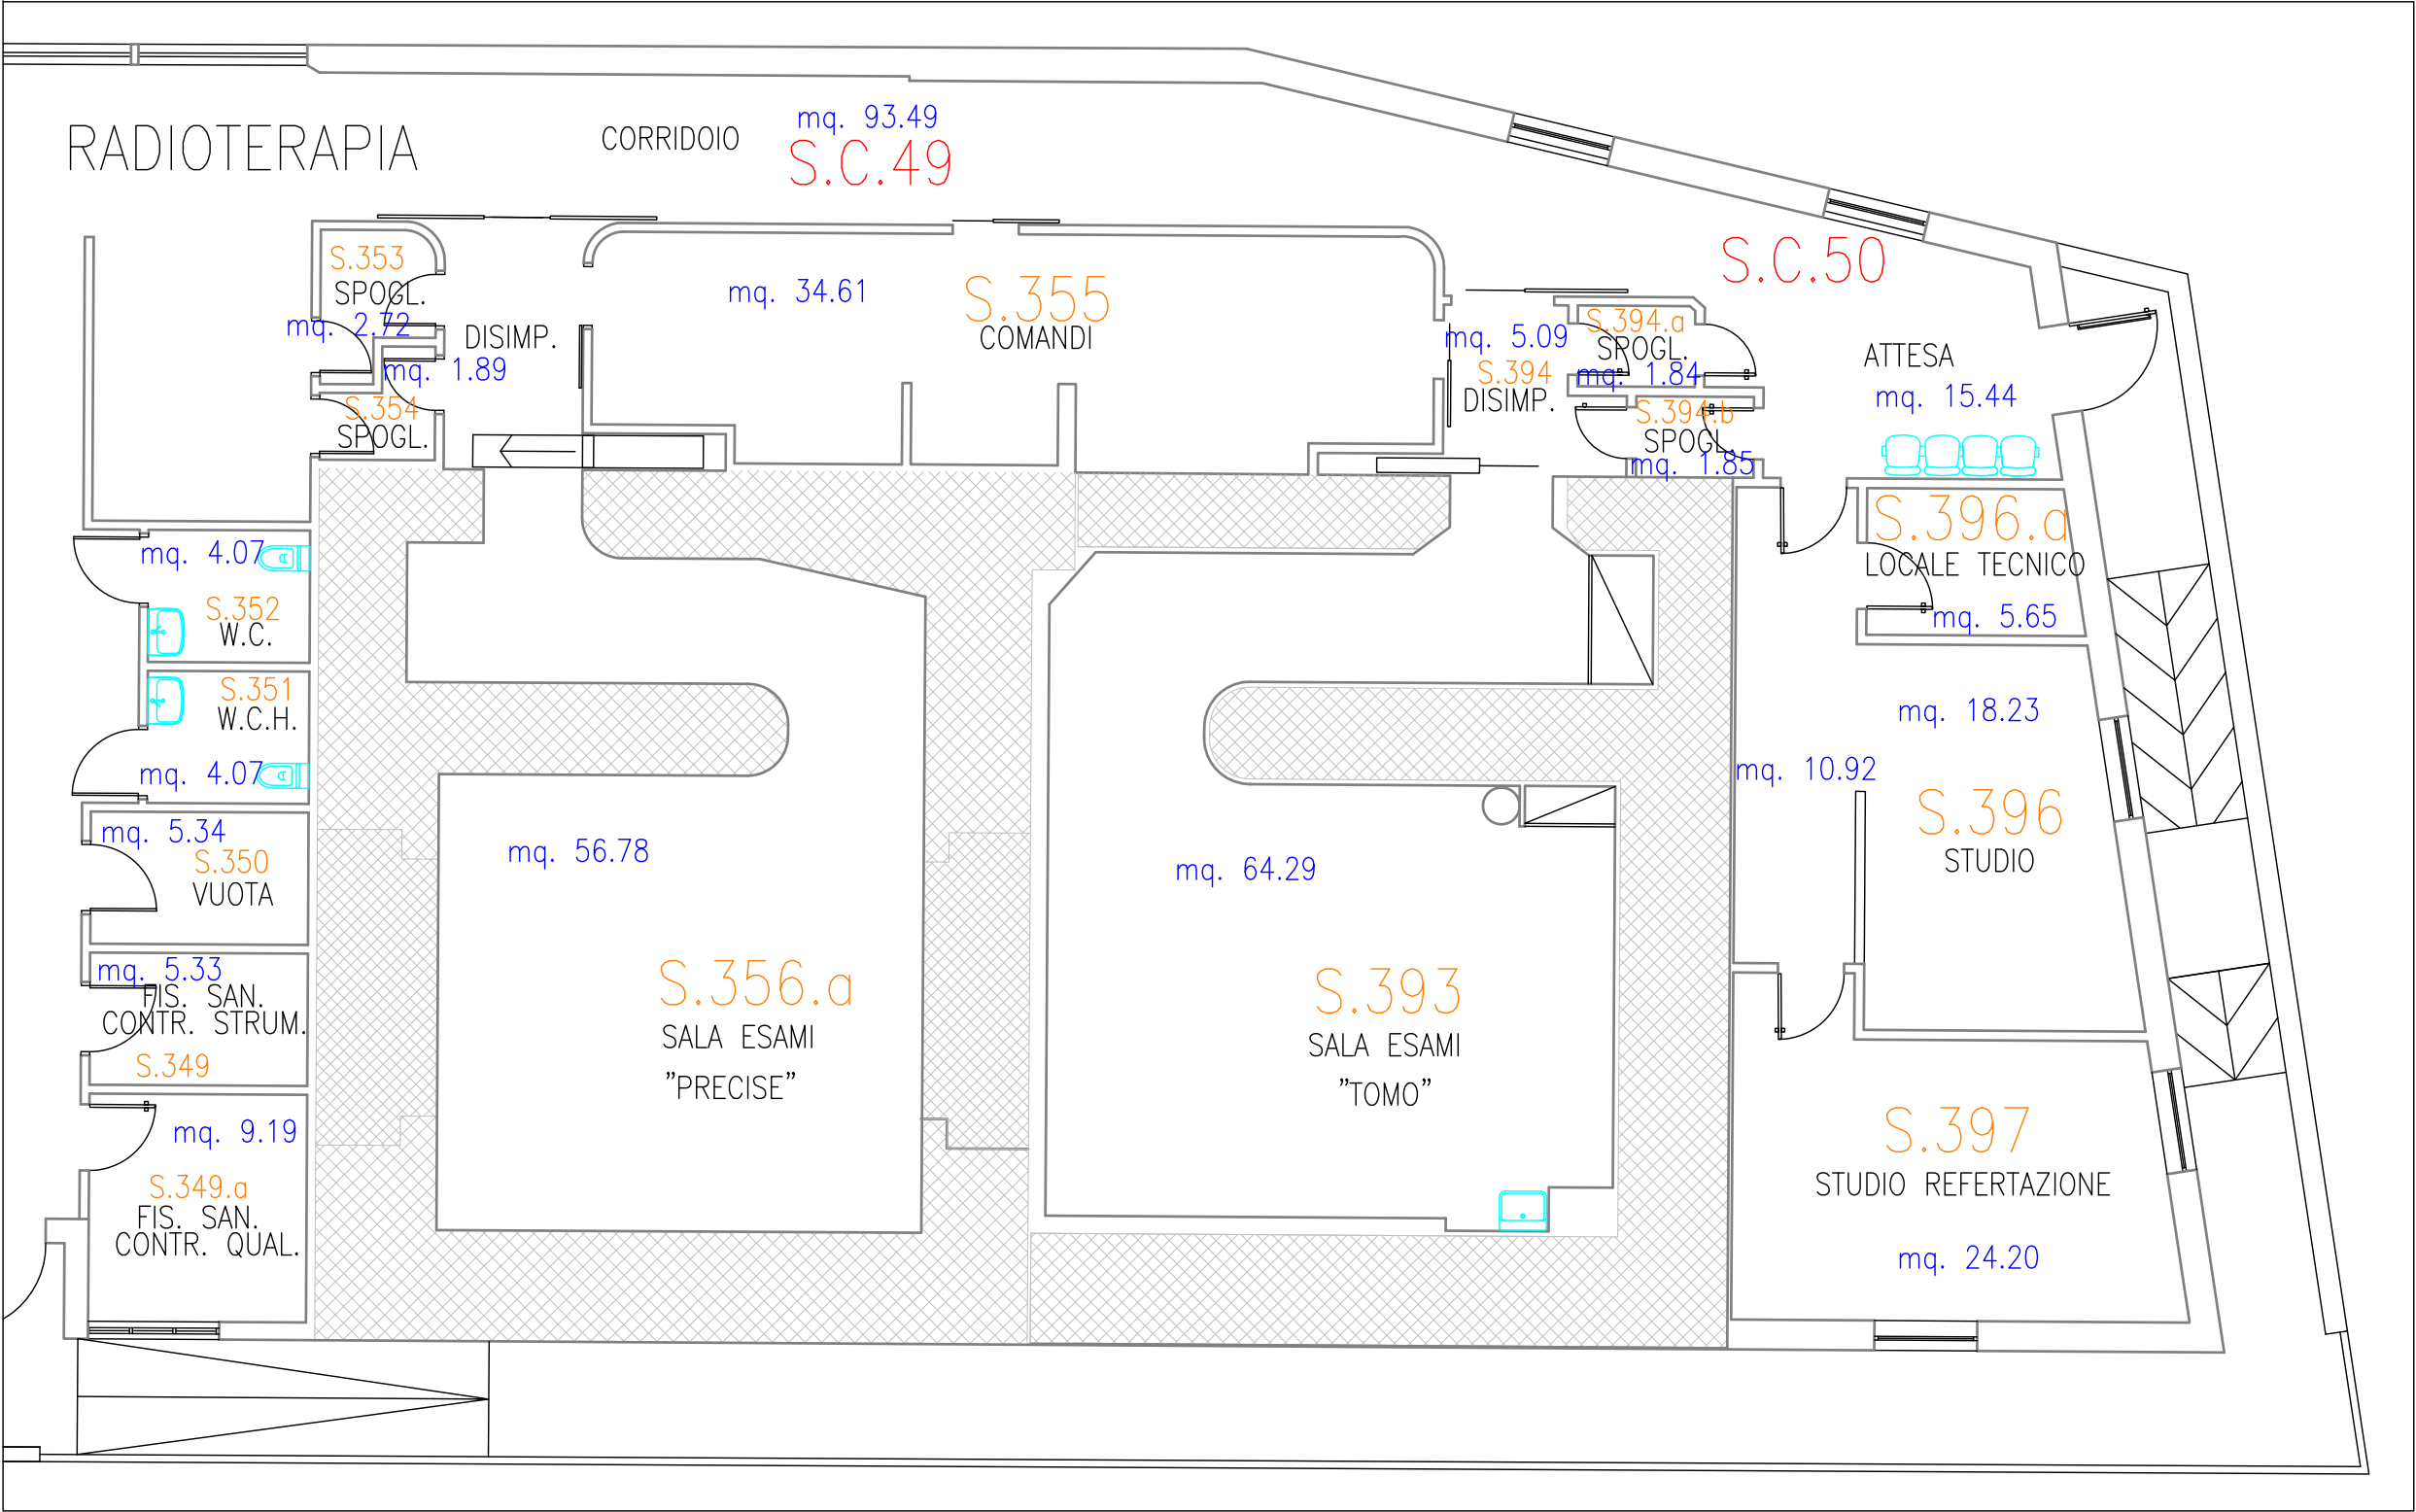 RADIOTERAPIA
CORRIDOIO
mq. 93.49
S.C.49
S.C.50
S.353
SPOGL.
mq. 2.72
DISIMP.
mq. 1.89
S.354
SPOGL.
mq. 34.61
S.355
COMANDI
mq. 5.09
S.394
DISIMP.
S.394.a
SPOGL.
mq. 1.84
S.394.b
SPOGL.
mq. 1.85
ATTESA
mq. 15.44
S.396.a
LOCALE TECNICO
mq. 5.65
mq. 4.07
S.352
W.C.
S.351
W.C.H.
mq. 4.07
mq. 5.34
S.350
VUOTA
mq. 5.33
FIS. SAN.
CONTR. STRUM.
S.349
mq. 9.19
S.349.a
FIS. SAN.
CONTR. QUAL.
mq. 56.78
S.356.a
SALA ESAMI
"PRECISE"
mq. 64.29
S.393
SALA ESAMI
"TOMO"
mq. 10.92
mq. 18.23
S.396
STUDIO
S.397
STUDIO REFERTAZIONE
mq. 24.20